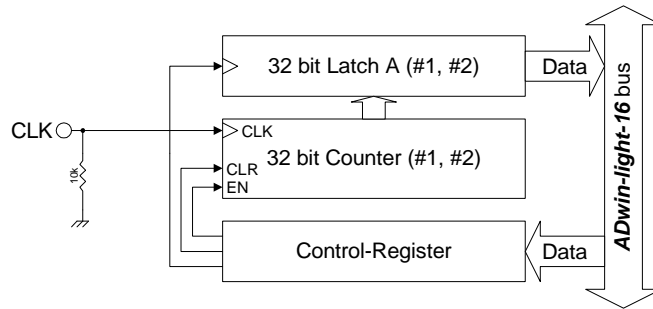 32 bit Latch A (#1, #2)
Data
CLK
CLK
CLR
EN
32 bit Counter (#1, #2)
10k
Control-Register
Data
ADwin-light-16 bus